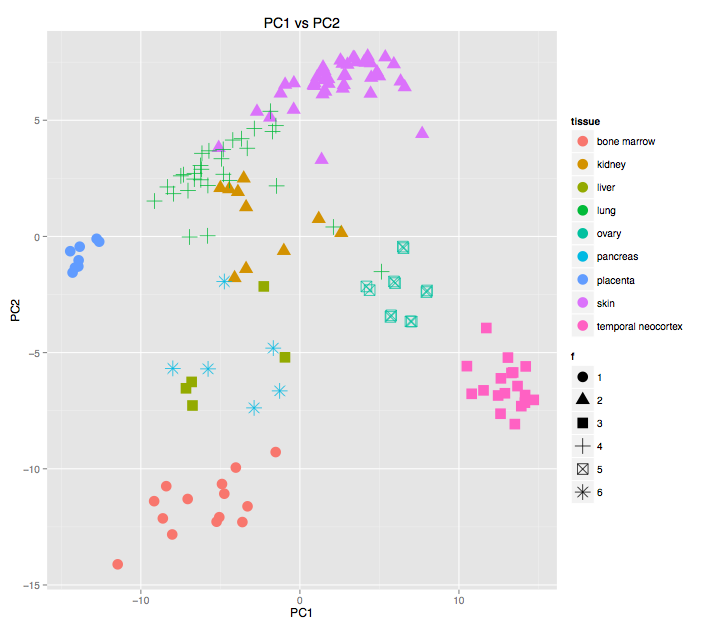 PC1 vs PC2
5
0
−5
−10
−15
PC2
−10
0
10
PC1
tissue
bone marrow
kidney
liver
lung
ovary
pancreas
placenta
skin
temporal neocortex
f
1
2
3
4
5
6